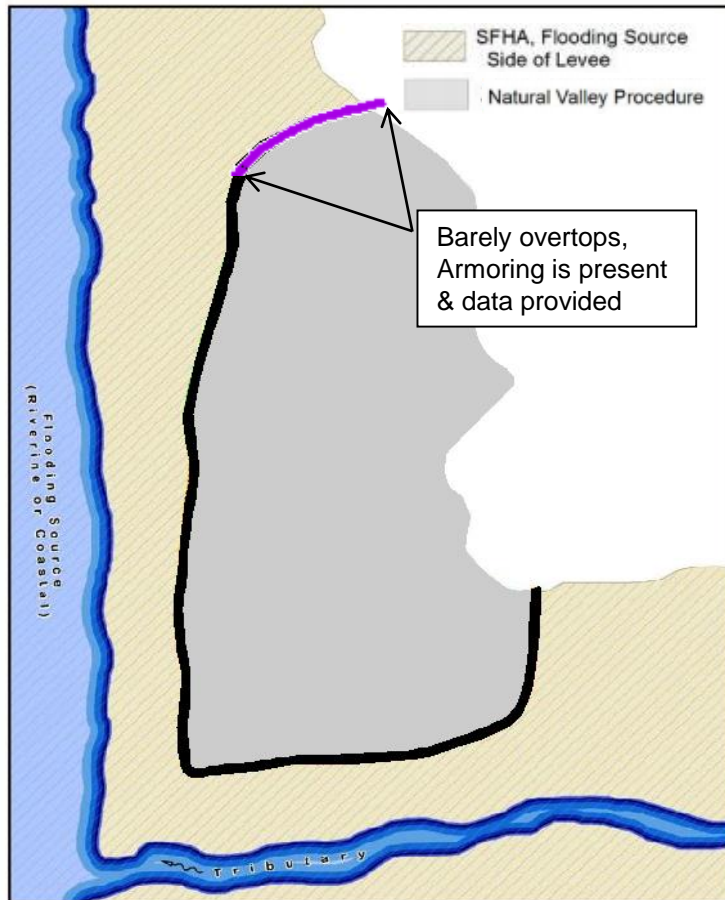 SFHA, Flooding Source
Side of Levee
Natural Valley Procedure
Barely overtops,
Armoring is present
& data provided
Flooding Source
(Riverine or Coastal)
Tributary